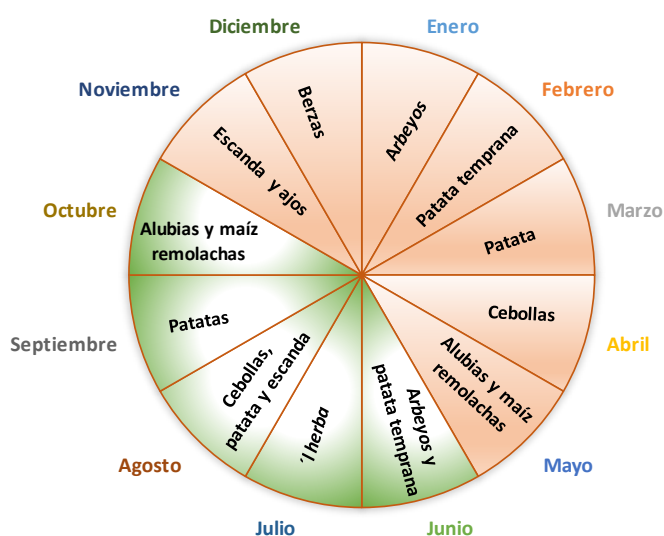 Diciembre
Enero
Noviembre
Febrero
Berzas
Arbeyos
Escanda y ajos
Patata temprana
Octubre
Marzo
Alubias y maíz
remolachas
Patata
Patatas
Cebollas
Septiembre
Abril
Cebollas,
patata y escanda
Alubias y maíz
remolachas
´l herba
Arbeyos y
patata temprana
Agosto
Mayo
Julio
Junio